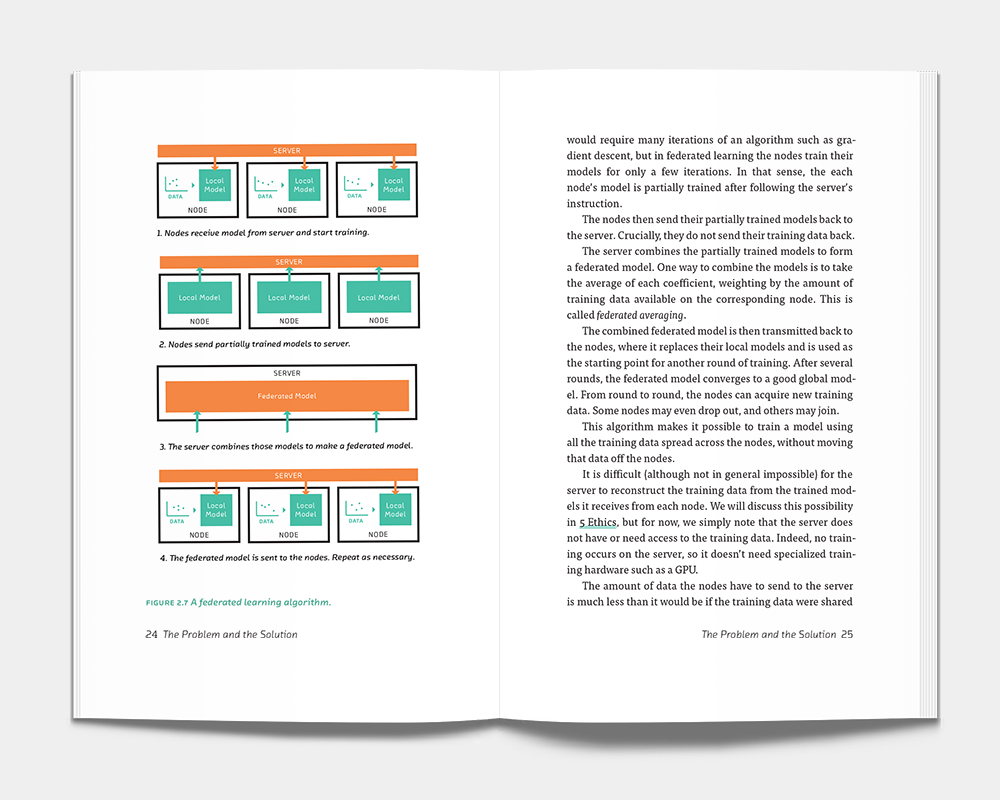 SERVER
DATA
Local
Model
NODE
DATA
Local
Model
NODE
DATA
Local
Model
NODE
1. Nodes receive model from server and start training.
SERVER
Local Model
NODE
Local Model
NODE
Local Model
NODE
2. Nodes send partially trained models to server.
SERVER
Federated Model
3. The server combines those models to make a federated model.
SERVER
DATA
Local
Model
NODE
DATA
Local
Model
NODE
DATA
Local
Model
NODE
4. The federated model is sent to the nodes. Repeat as necessary.
FIGURE 2.7 A federated learning algorithm.
24 The Problem and the Solution
would require many iterations of an algorithm such as gra-
dient descent, but in federated learning the nodes train their
models for only a few iterations. In that sense, the each
node's model is partially trained after following the server's
instruction.
The nodes then send their partially trained models back to
the server. Crucially, they do not send their training data back.
The server combines the partially trained models to form
a federated model. One way to combine the models is to take
the average of each coefficient, weighting by the amount of
training data available on the corresponding node. This is
called federated averaging.
The combined federated model is then transmitted back to
the nodes, where it replaces their local models and is used as
the starting point for another round of training. After several
rounds, the federated model converges to a good global mod-
el. From round to round, the nodes can acquire new training
data. Some nodes may even drop out, and others may join.
This algorithm makes it possible to train a model using
all the training data spread across the nodes, without moving
that data off the nodes.
It is difficult (although not in general impossible) for the
server to reconstruct the training data from the trained mod-
els it receives from each node. We will discuss this possibility
in 5 Ethics, but for now, we simply note that the server does
not have or need access to the training data. Indeed, no train-
ing occurs on the server, so it doesn't need specialized train-
ing hardware such as a GPU.
The amount of data the nodes have to send to the server
is much less than it would be if the training data were shared
The Problem and the Solution 25